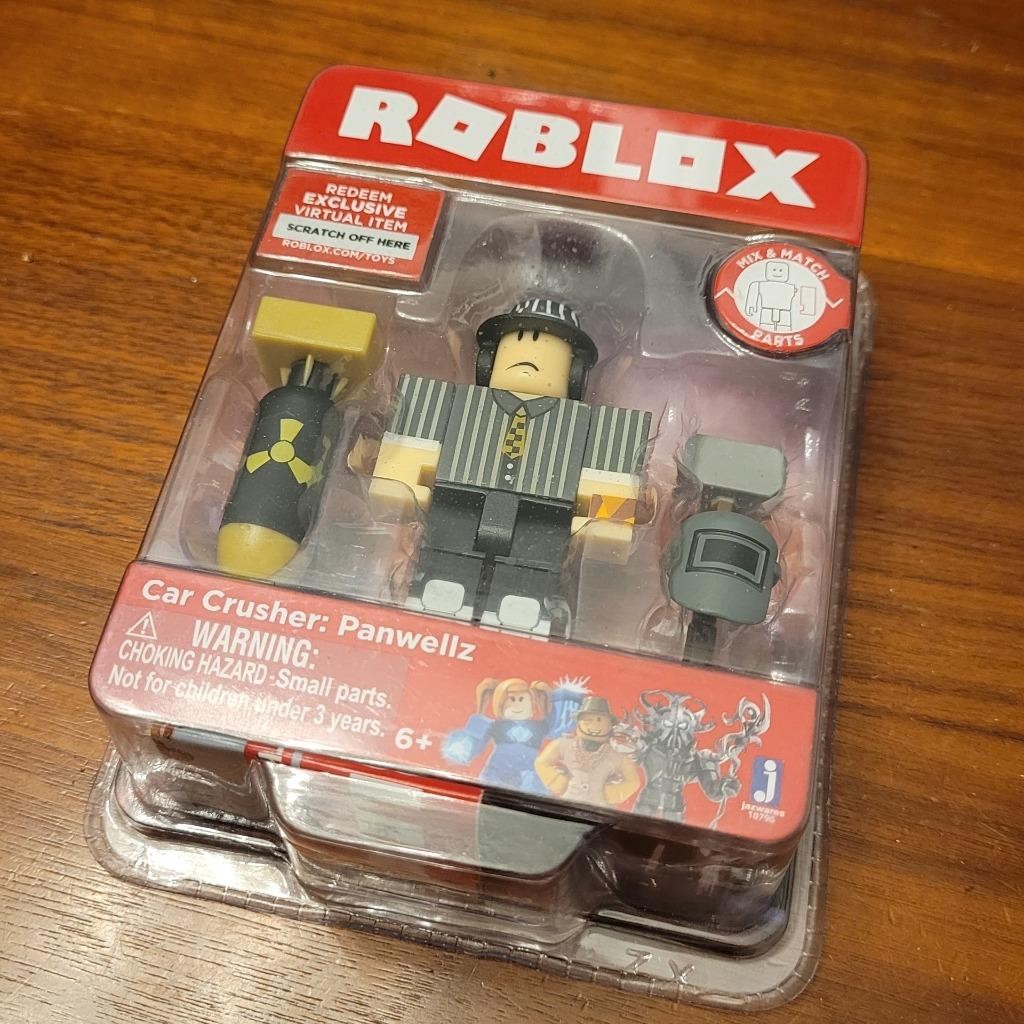 ROBLOX
REDEEM
EXCLUSIVE
VIRTUAL ITEM
SCRATCH OFF HERE
ROBLOX.COM/TOYS
MIX & MATCH
PARTS
Car Crusher: Panwellz
WARNING:
CHOKING HAZARD-Small parts.
Not for children under 3 years.
6+
j
jazwares